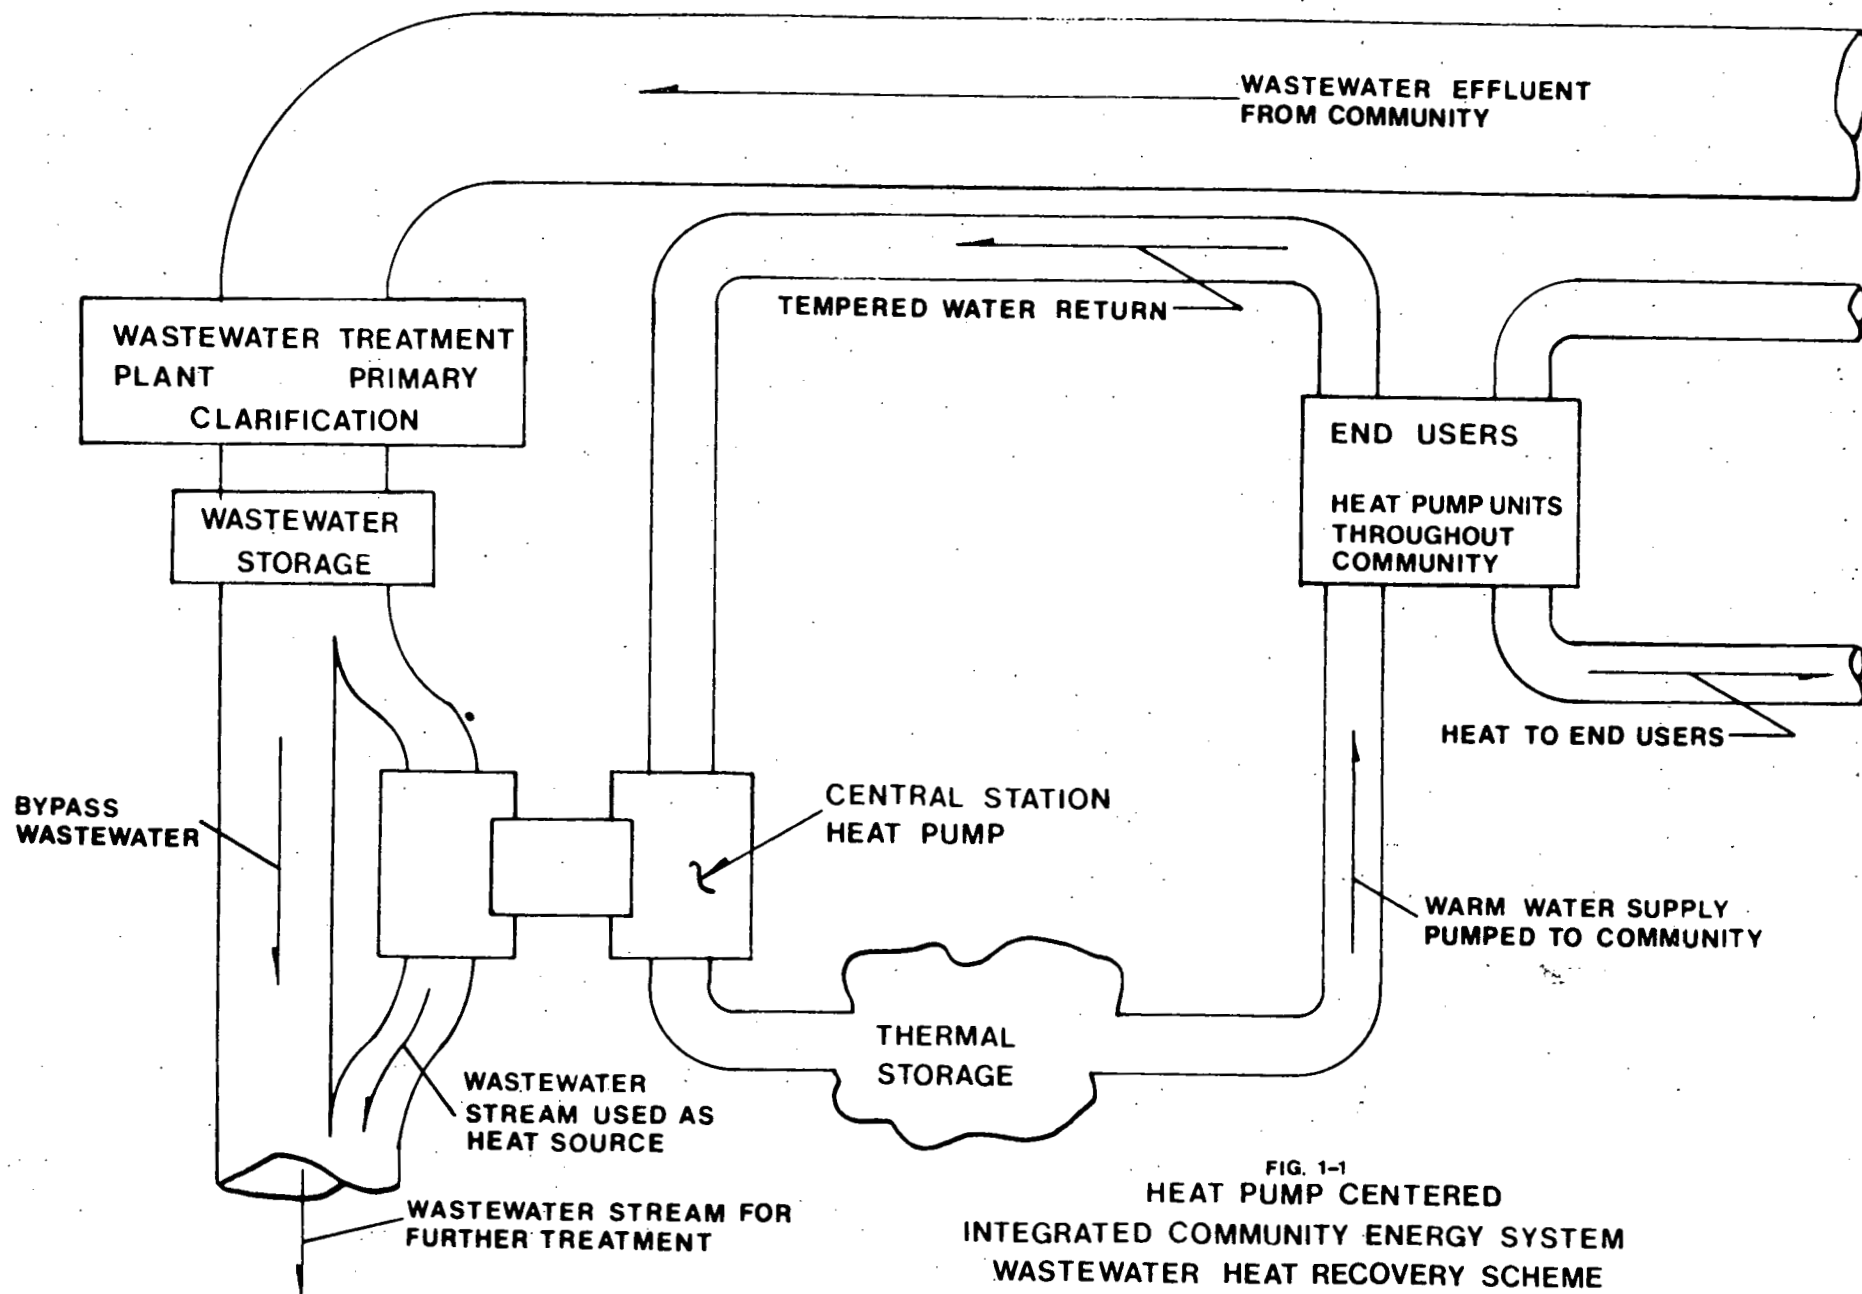 WASTEWATER EFFLUENT
FROM COMMUNITY
TEMPERED WATER RETURN
WASTEWATER TREATMENT
PLANT PRIMARY
CLARIFICATION
END USERS
HEAT PUMP UNITS
THROUGHOUT
COMMUNITY
WASTEWATER
STORAGE
HEAT TO END USERS
BYPASS
WASTEWATER
CENTRAL STATION
HEAT PUMP
WARM WATER SUPPLY
PUMPED TO COMMUNITY
THERMAL
STORAGE
WASTEWATER
STREAM USED AS
HEAT SOURCE
WASTEWATER STREAM FOR
FURTHER TREATMENT
FIG. 1-1
HEAT PUMP CENTERED
INTEGRATED COMMUNITY ENERGY SYSTEM
WASTEWATER HEAT RECOVERY SCHEME